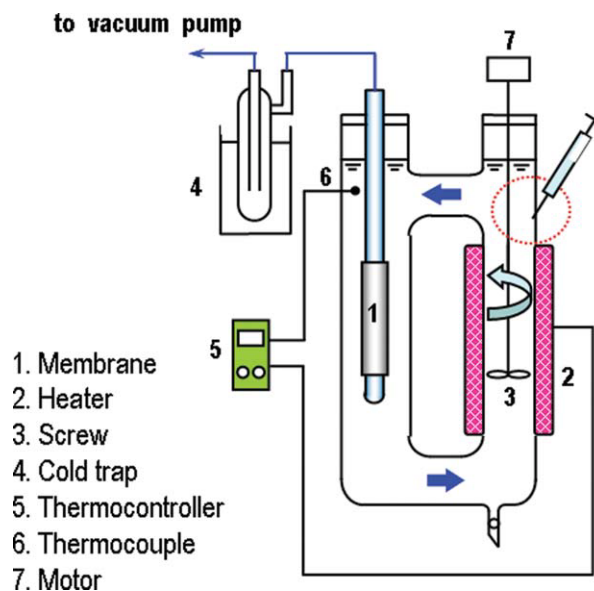 to vacuum pump
7
6
4
1
5
2
3
1. Membrane
2. Heater
3. Screw
4. Cold trap
5. Thermocontroller
6. Thermocouple
7. Motor